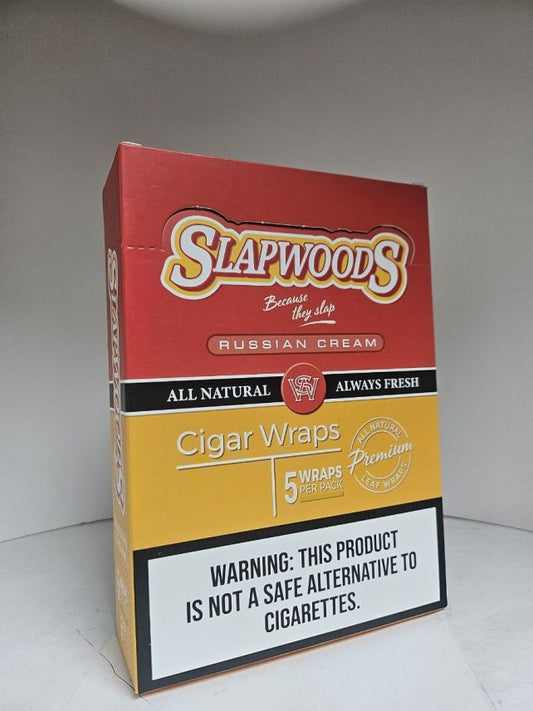 SLAPWOODS
Because
they slap
RUSSIAN CREAM
ALL NATURAL
ALWAYS FRESH
Cigar Wraps
5 WRAPS
PER PACK
ALL NATURAL
Premium
LEAF WRAPS
WARNING: THIS PRODUCT
IS NOT A SAFE ALTERNATIVE TO
CIGARETTES.
SLAPWOODS